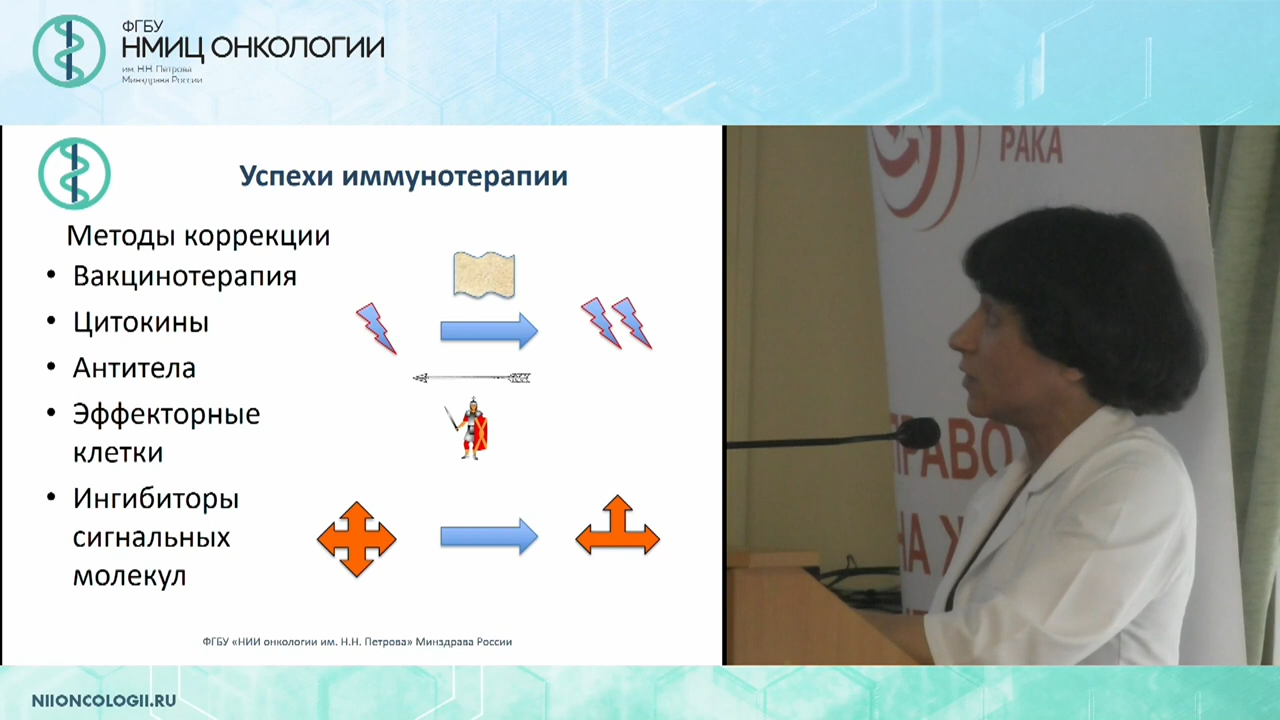 ФГБУ
НМИЦ ОНКОЛОГИИ
им. Н.Н. Петрова
Минздрава России
Успехи иммунотерапии
Методы коррекции
• Вакцинотерапия
• Цитокины
• Антитела
• Эффекторные
клетки
• Ингибиторы
сигнальных
молекул
ФГБУ «НИИ онкологии им. Н.Н. Петрова» Минздрава России
РАКА
ПРАВО
НА
NIIONCOLOGII.RU